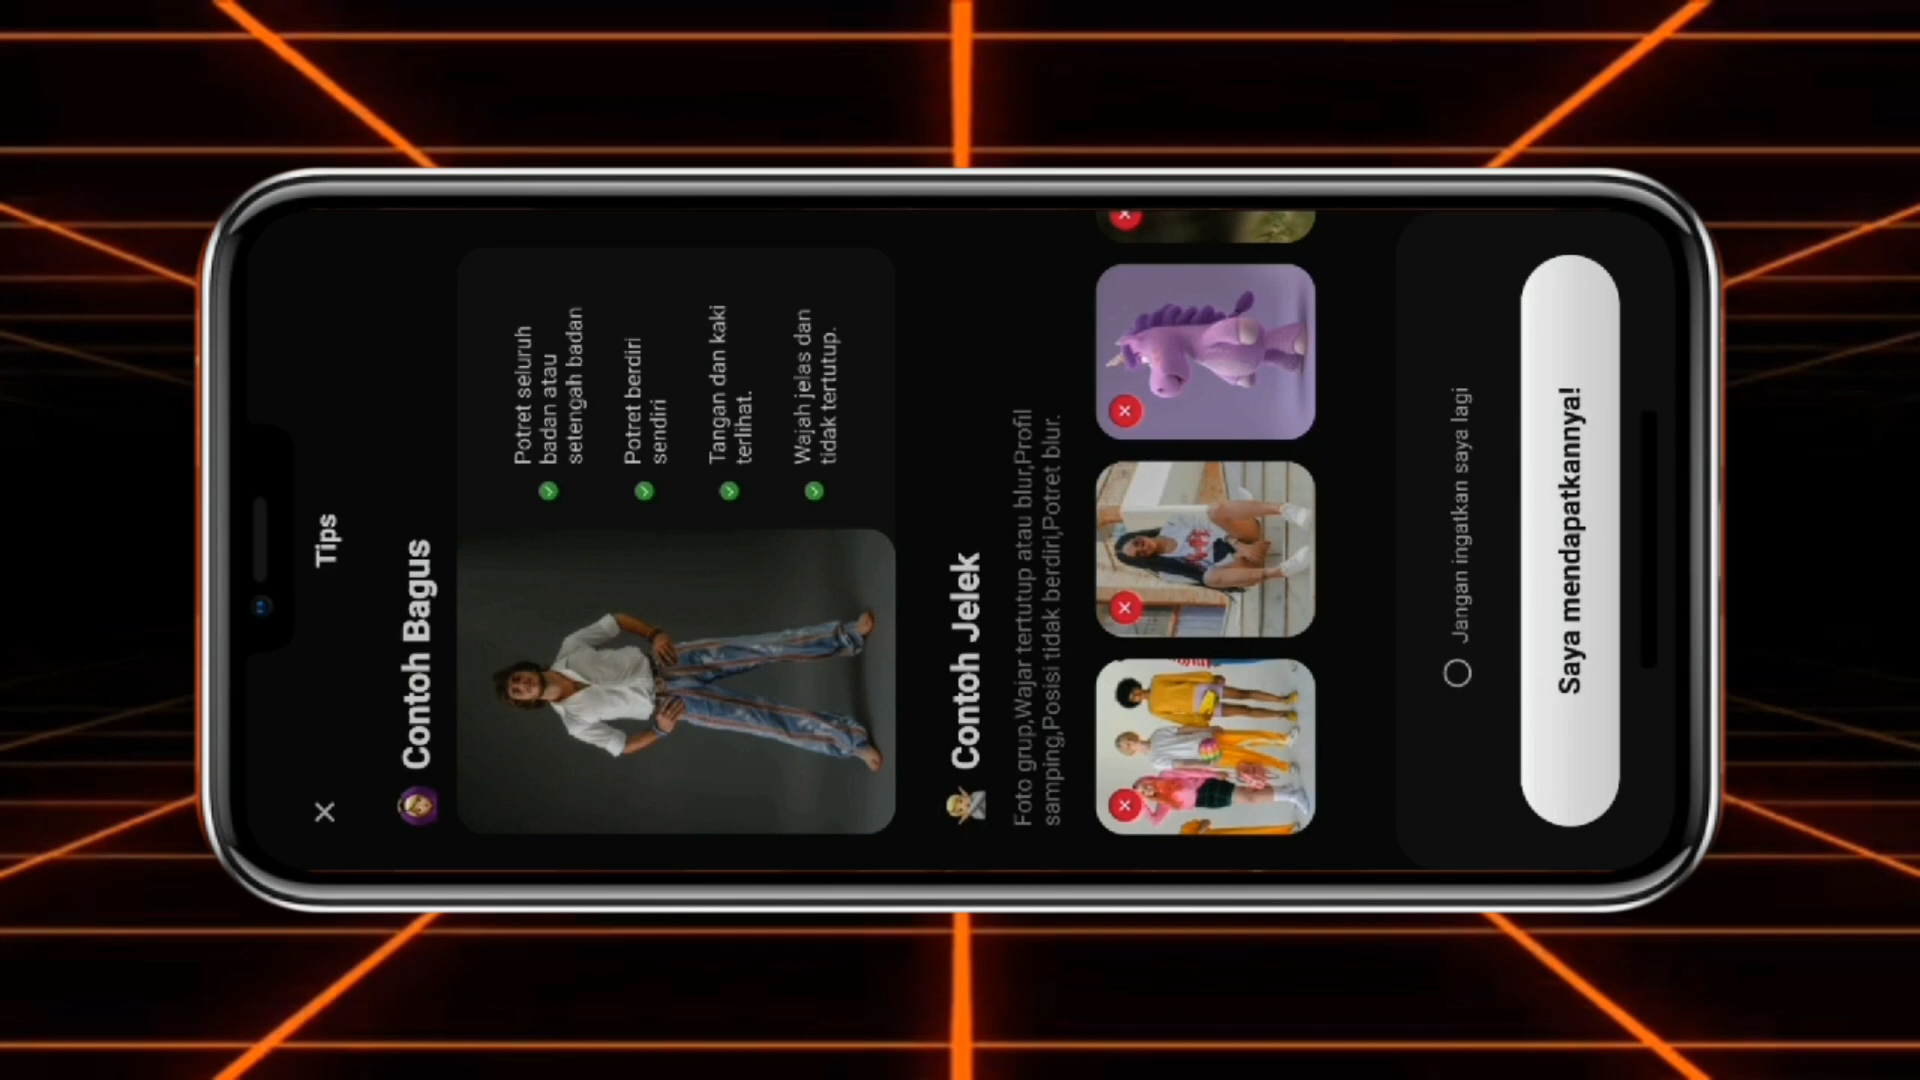 Tips
Contoh Bagus
Potret seluruh
badan atau
setengah badan
Potret berdiri
sendiri
Tangan dan kaki
terlihat.
Wajah jelas dan
tidak tertutup.
Contoh Jelek
Foto grup,Wajar tertutup atau blur,Profil
samping,Posisi tidak berdiri,Potret blur.
Jangan ingatkan saya lagi
Saya mendapatkannya!